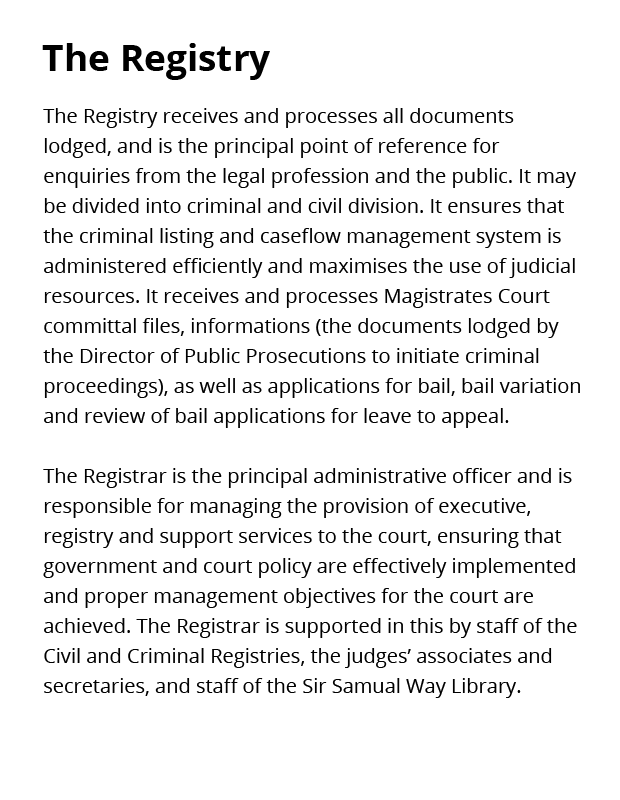 The Registry
The Registry receives and processes all documents
lodged, and is the principal point of reference for
enquiries from the legal profession and the public. It may
be divided into criminal and civil division. It ensures that
the criminal listing and caseflow management system is
administered efficiently and maximises the use of judicial
resources. It receives and processes Magistrates Court
committal files, informations (the documents lodged by
the Director of Public Prosecutions to initiate criminal
proceedings), as well as applications for bail, bail variation
and review of bail applications for leave to appeal.
The Registrar is the principal administrative officer and is
responsible for managing the provision of executive,
registry and support services to the court, ensuring that
government and court policy are effectively implemented
and proper management objectives for the court are
achieved. The Registrar is supported in this by staff of the
Civil and Criminal Registries, the judges’ associates and
secretaries, and staff of the Sir Samual Way Library.